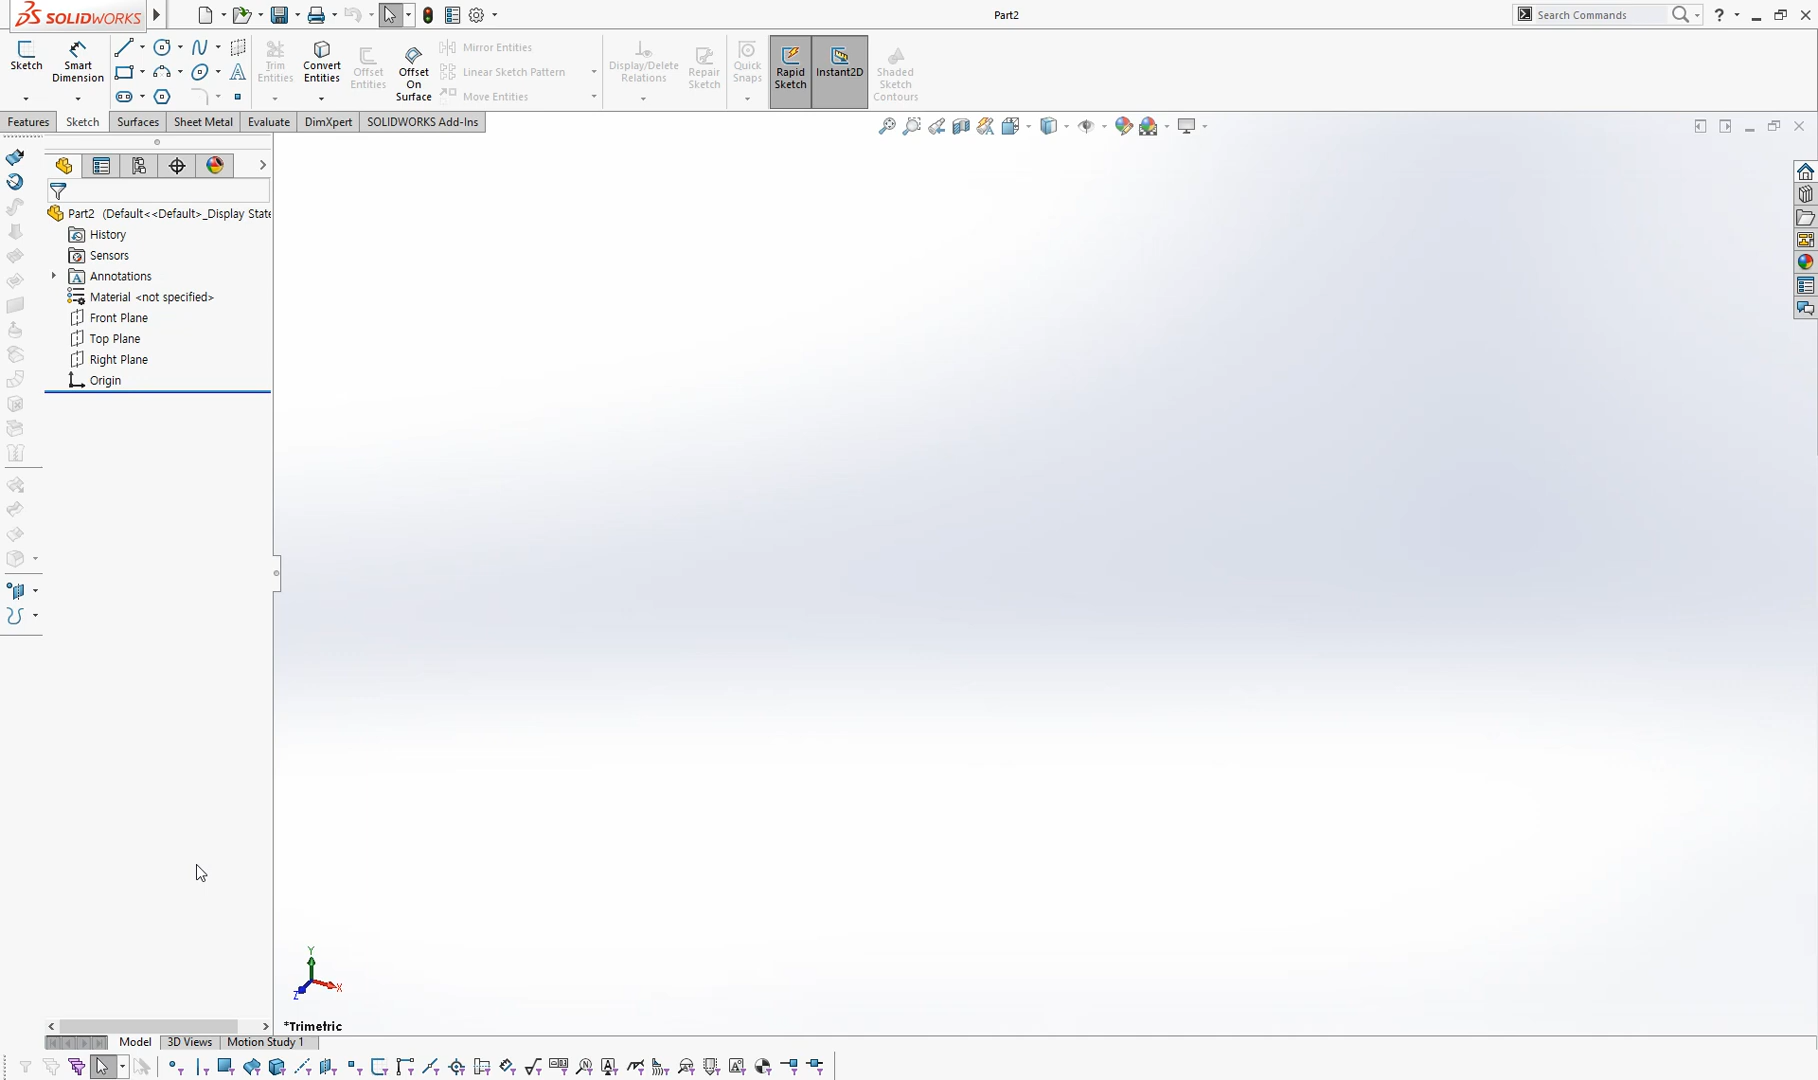 SOLIDWORKS
Part2
Search Commands
?
Sketch
Smart Dimension
Trim Entities
Convert Entities
Offset Entities
Offset On Surface
Mirror Entities
Linear Sketch Pattern
Move Entities
Display/Delete Relations
Repair Sketch
Quick Snaps
Rapid Sketch
Instant2D
Shaded Sketch Contours
Features
Sketch
Surfaces
Sheet Metal
Evaluate
DimXpert
SOLIDWORKS Add-Ins
Part2 (Default<<Default>_Display State
History
Sensors
Annotations
Material <not specified>
Front Plane
Top Plane
Right Plane
Origin
Y
X
Z
*Trimetric
Model
3D Views
Motion Study 1